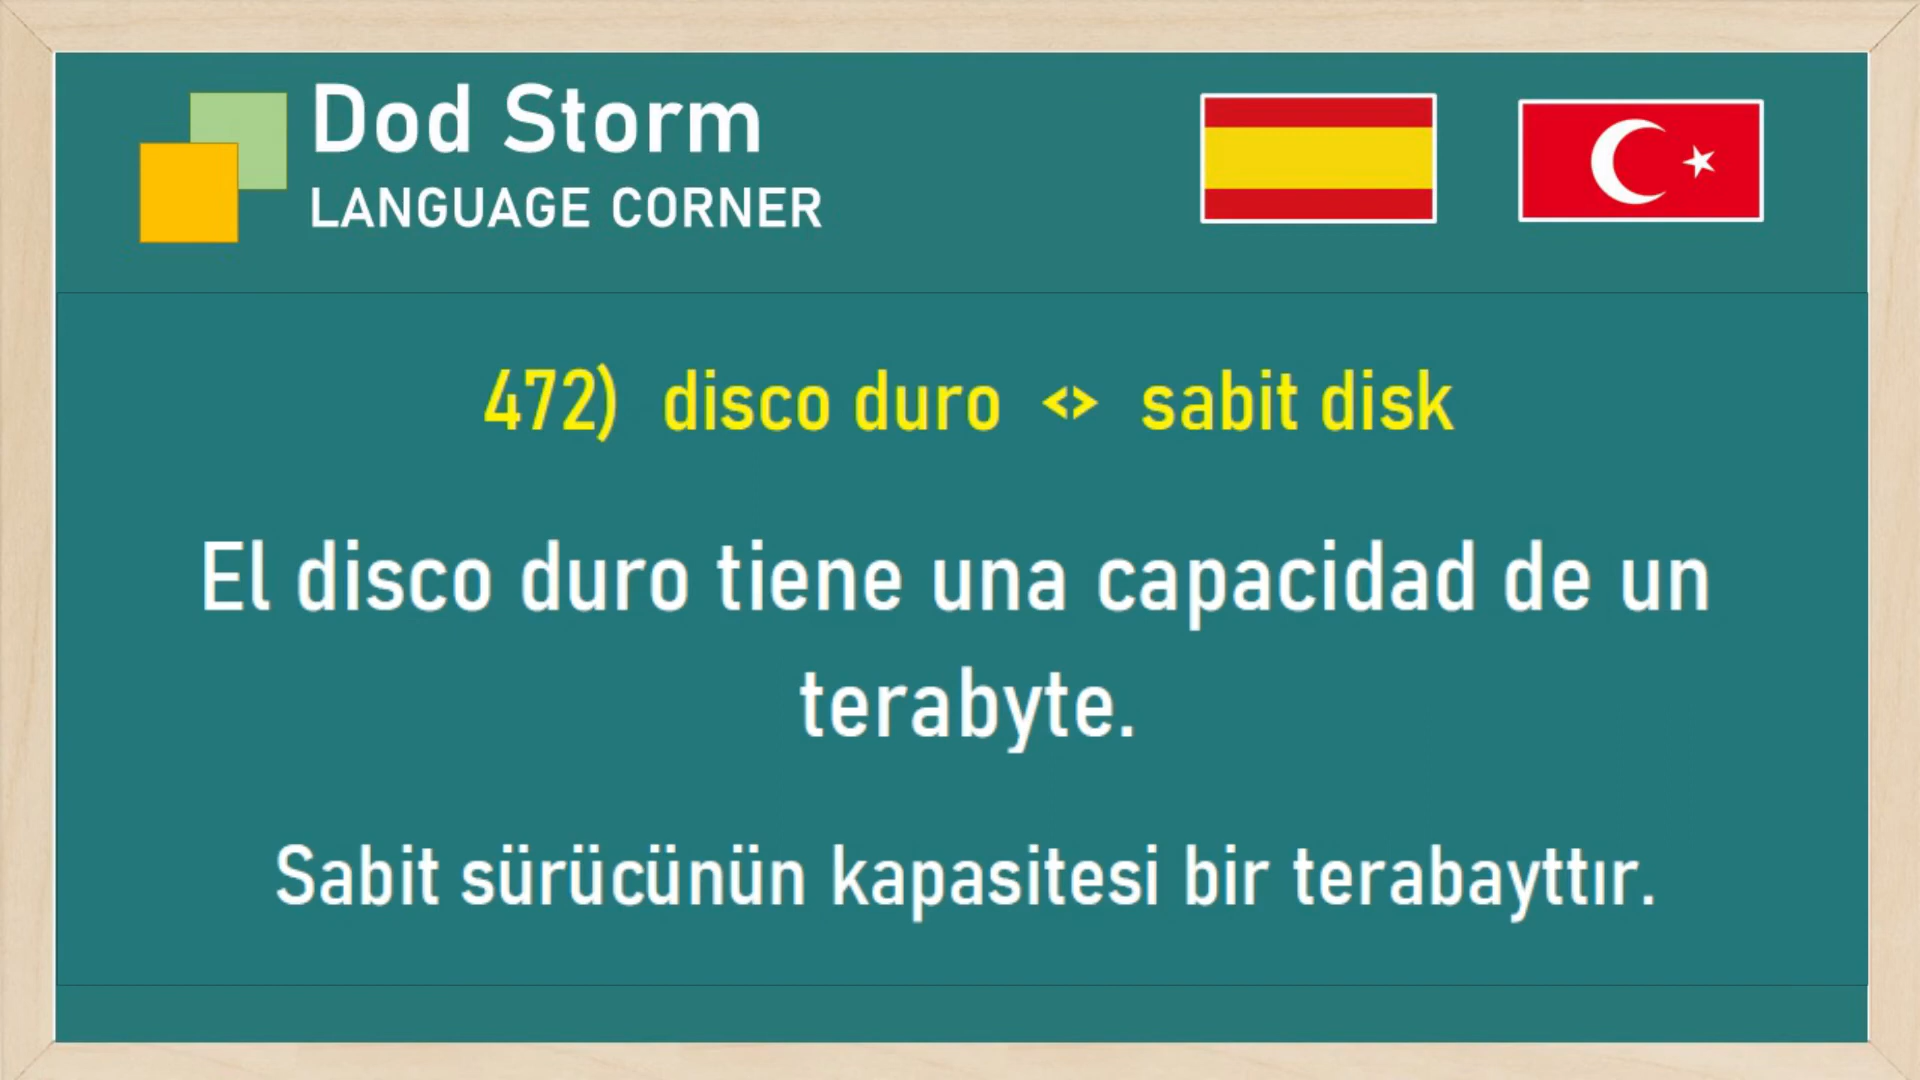 Dod Storm
LANGUAGE CORNER
472) disco duro <> sabit disk
El disco duro tiene una capacidad de un
terabyte.
Sabit sürücünün kapasitesi bir terabayttır.